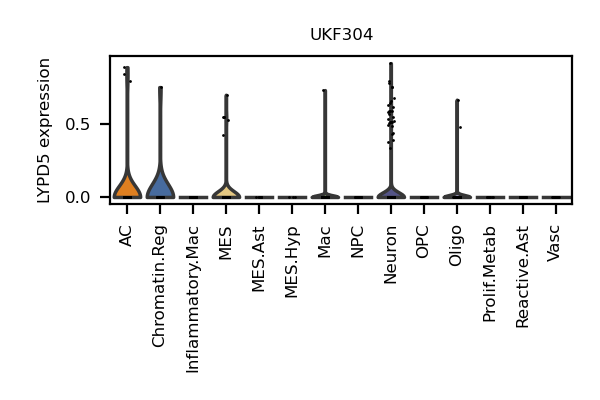 UKF304
LYPD5 expression
0.5
0.0
AC
Chromatin.Reg
Inflammatory.Mac
MES
MES.Ast
MES.Hyp
Mac
NPC
Neuron
OPC
Oligo
Prolif.Metab
Reactive.Ast
Vasc